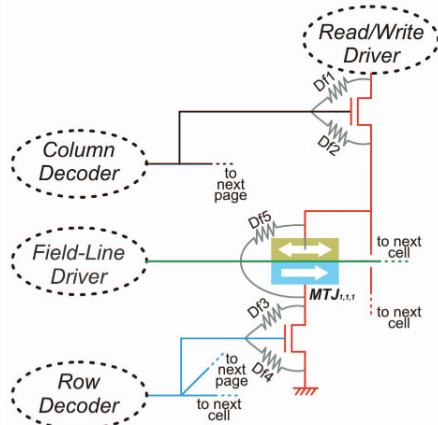 Read/Write
Driver
Df1
Df2
Column
Decoder
to
next
page
Df5
Field-Line
Driver
to next
cell
MTJ1,1,1
Df3
to next
cell
to
next
page
Df4
Row
Decoder
to next
cell